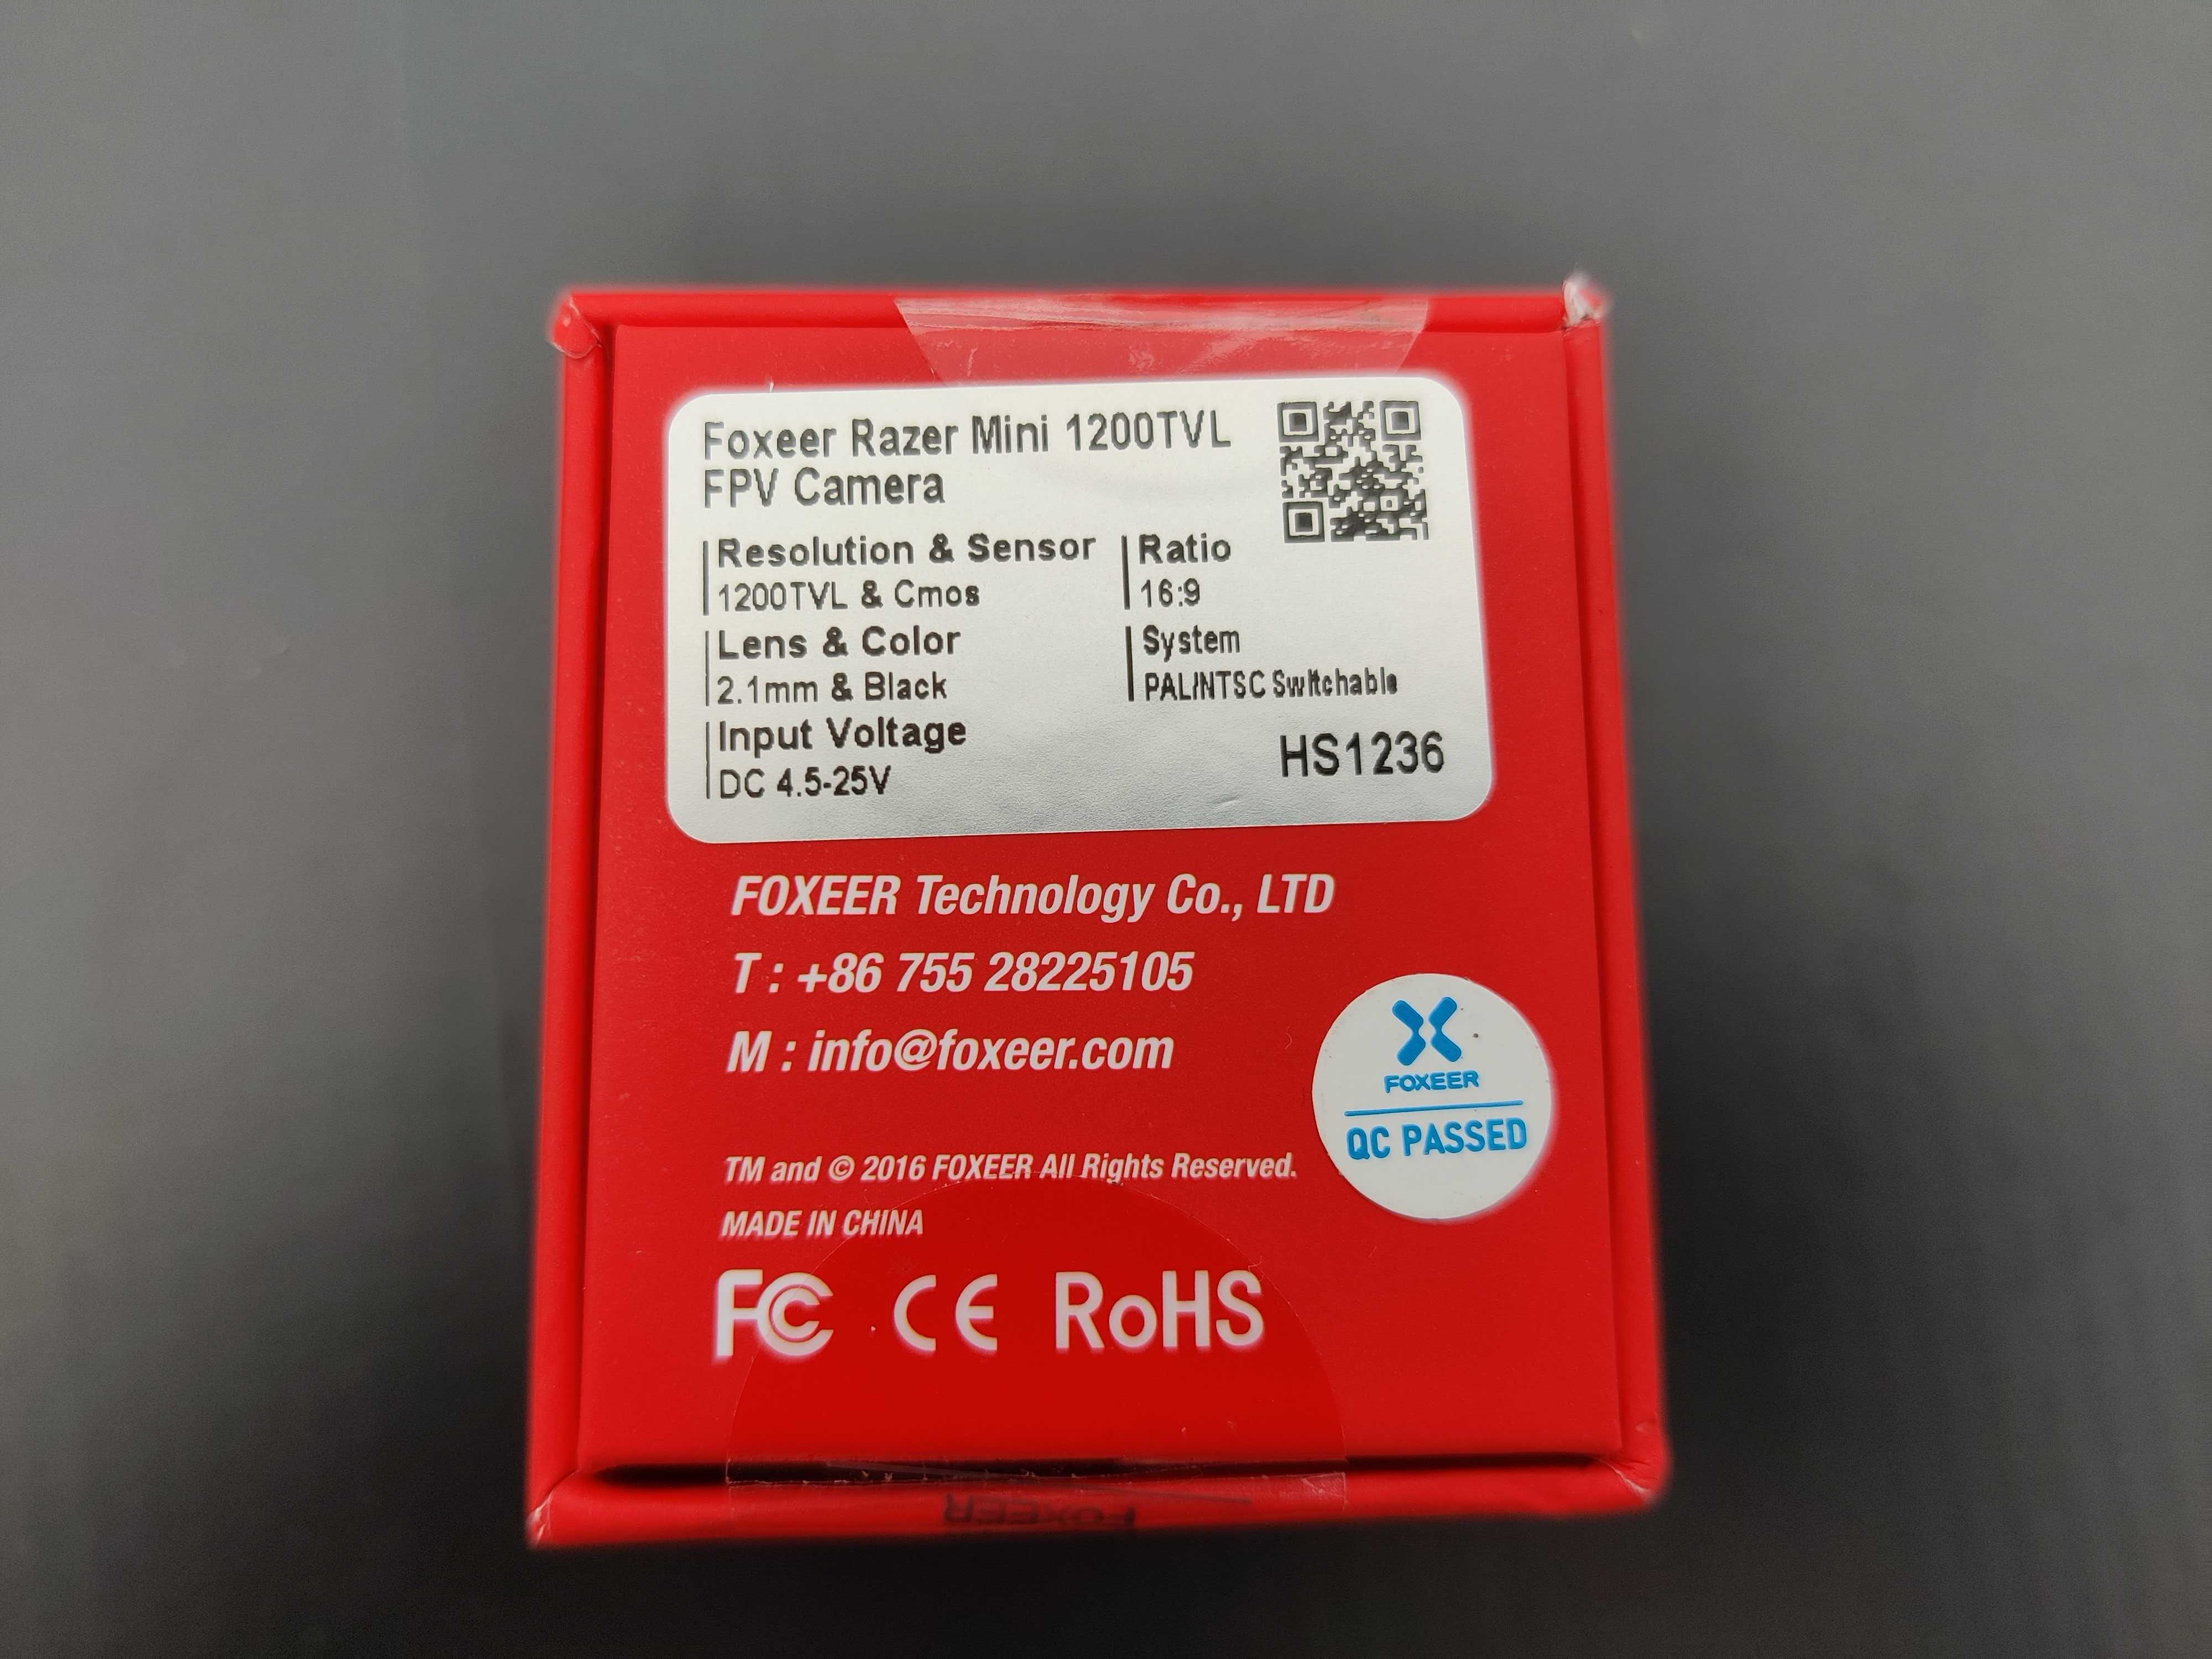 Foxeer Razer Mini 1200TVL
FPV Camera
Resolution & Sensor
1200TVL & Cmos
Ratio
16:9
Lens & Color
2.1mm & Black
System
PAL/NTSC Switchable
Input Voltage
DC 4.5-25V
HS1236
FOXEER Technology Co., LTD
T : +86 755 28225105
M : info@foxeer.com
FOXEER
QC PASSED
TM and © 2016 FOXEER All Rights Reserved.
MADE IN CHINA
FC CE RoHS
FOXEER